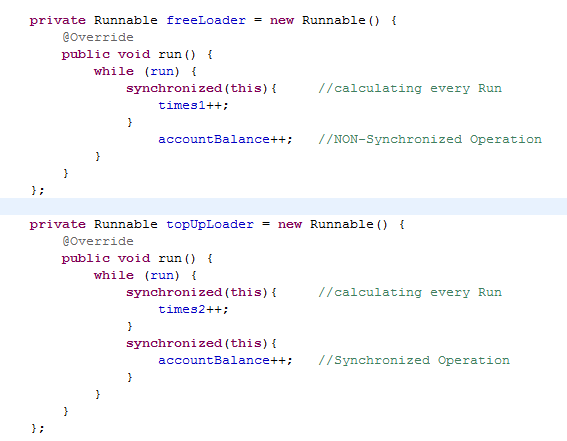 private Runnable freeLoader = new Runnable() {
    @Override
    public void run() {
        while (run) {
            synchronized(this){     //calculating every Run
                times1++;
            }
                accountBalance++;   //NON-Synchronized Operation
        }
    }
};
private Runnable topUpLoader = new Runnable() {
    @Override
    public void run() {
        while (run) {
            synchronized(this){     //calculating every Run
                times2++;
            }
            synchronized(this){
                accountBalance++;   //Synchronized Operation
            }
        }
    }
};